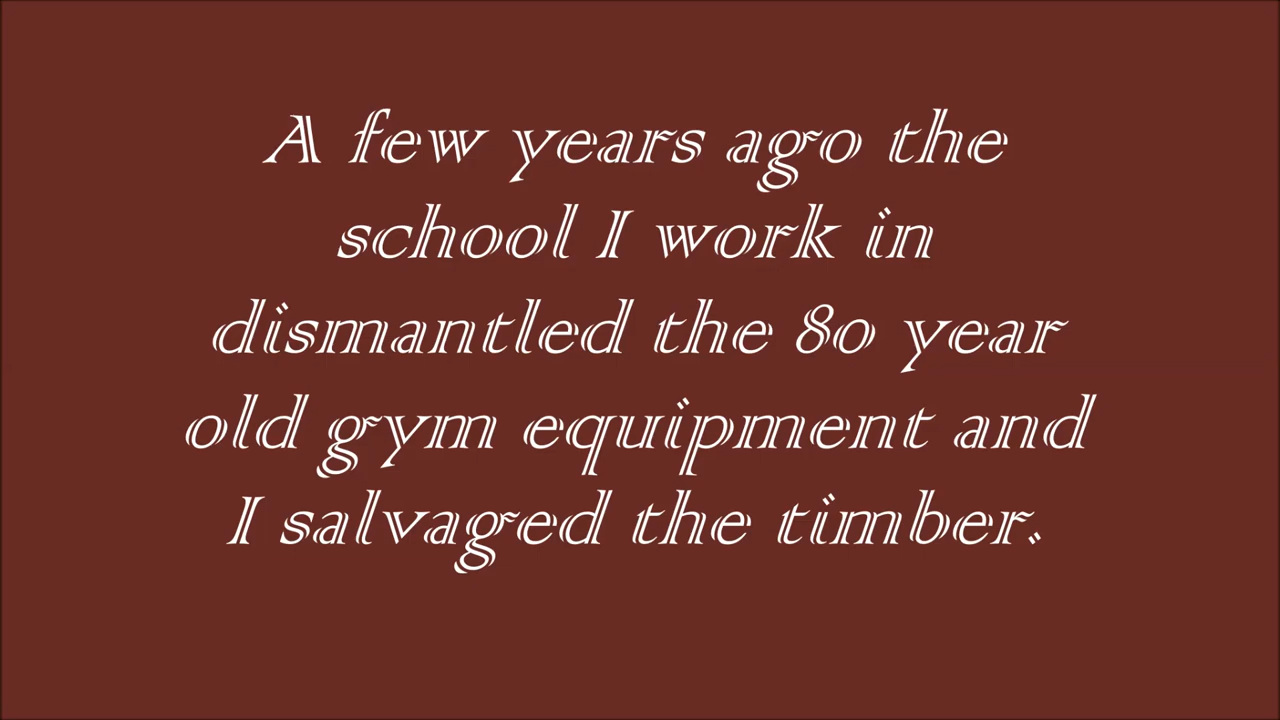 A few years ago the
school I work in
dismantled the 80 year
old gym equipment and
I salvaged the timber.